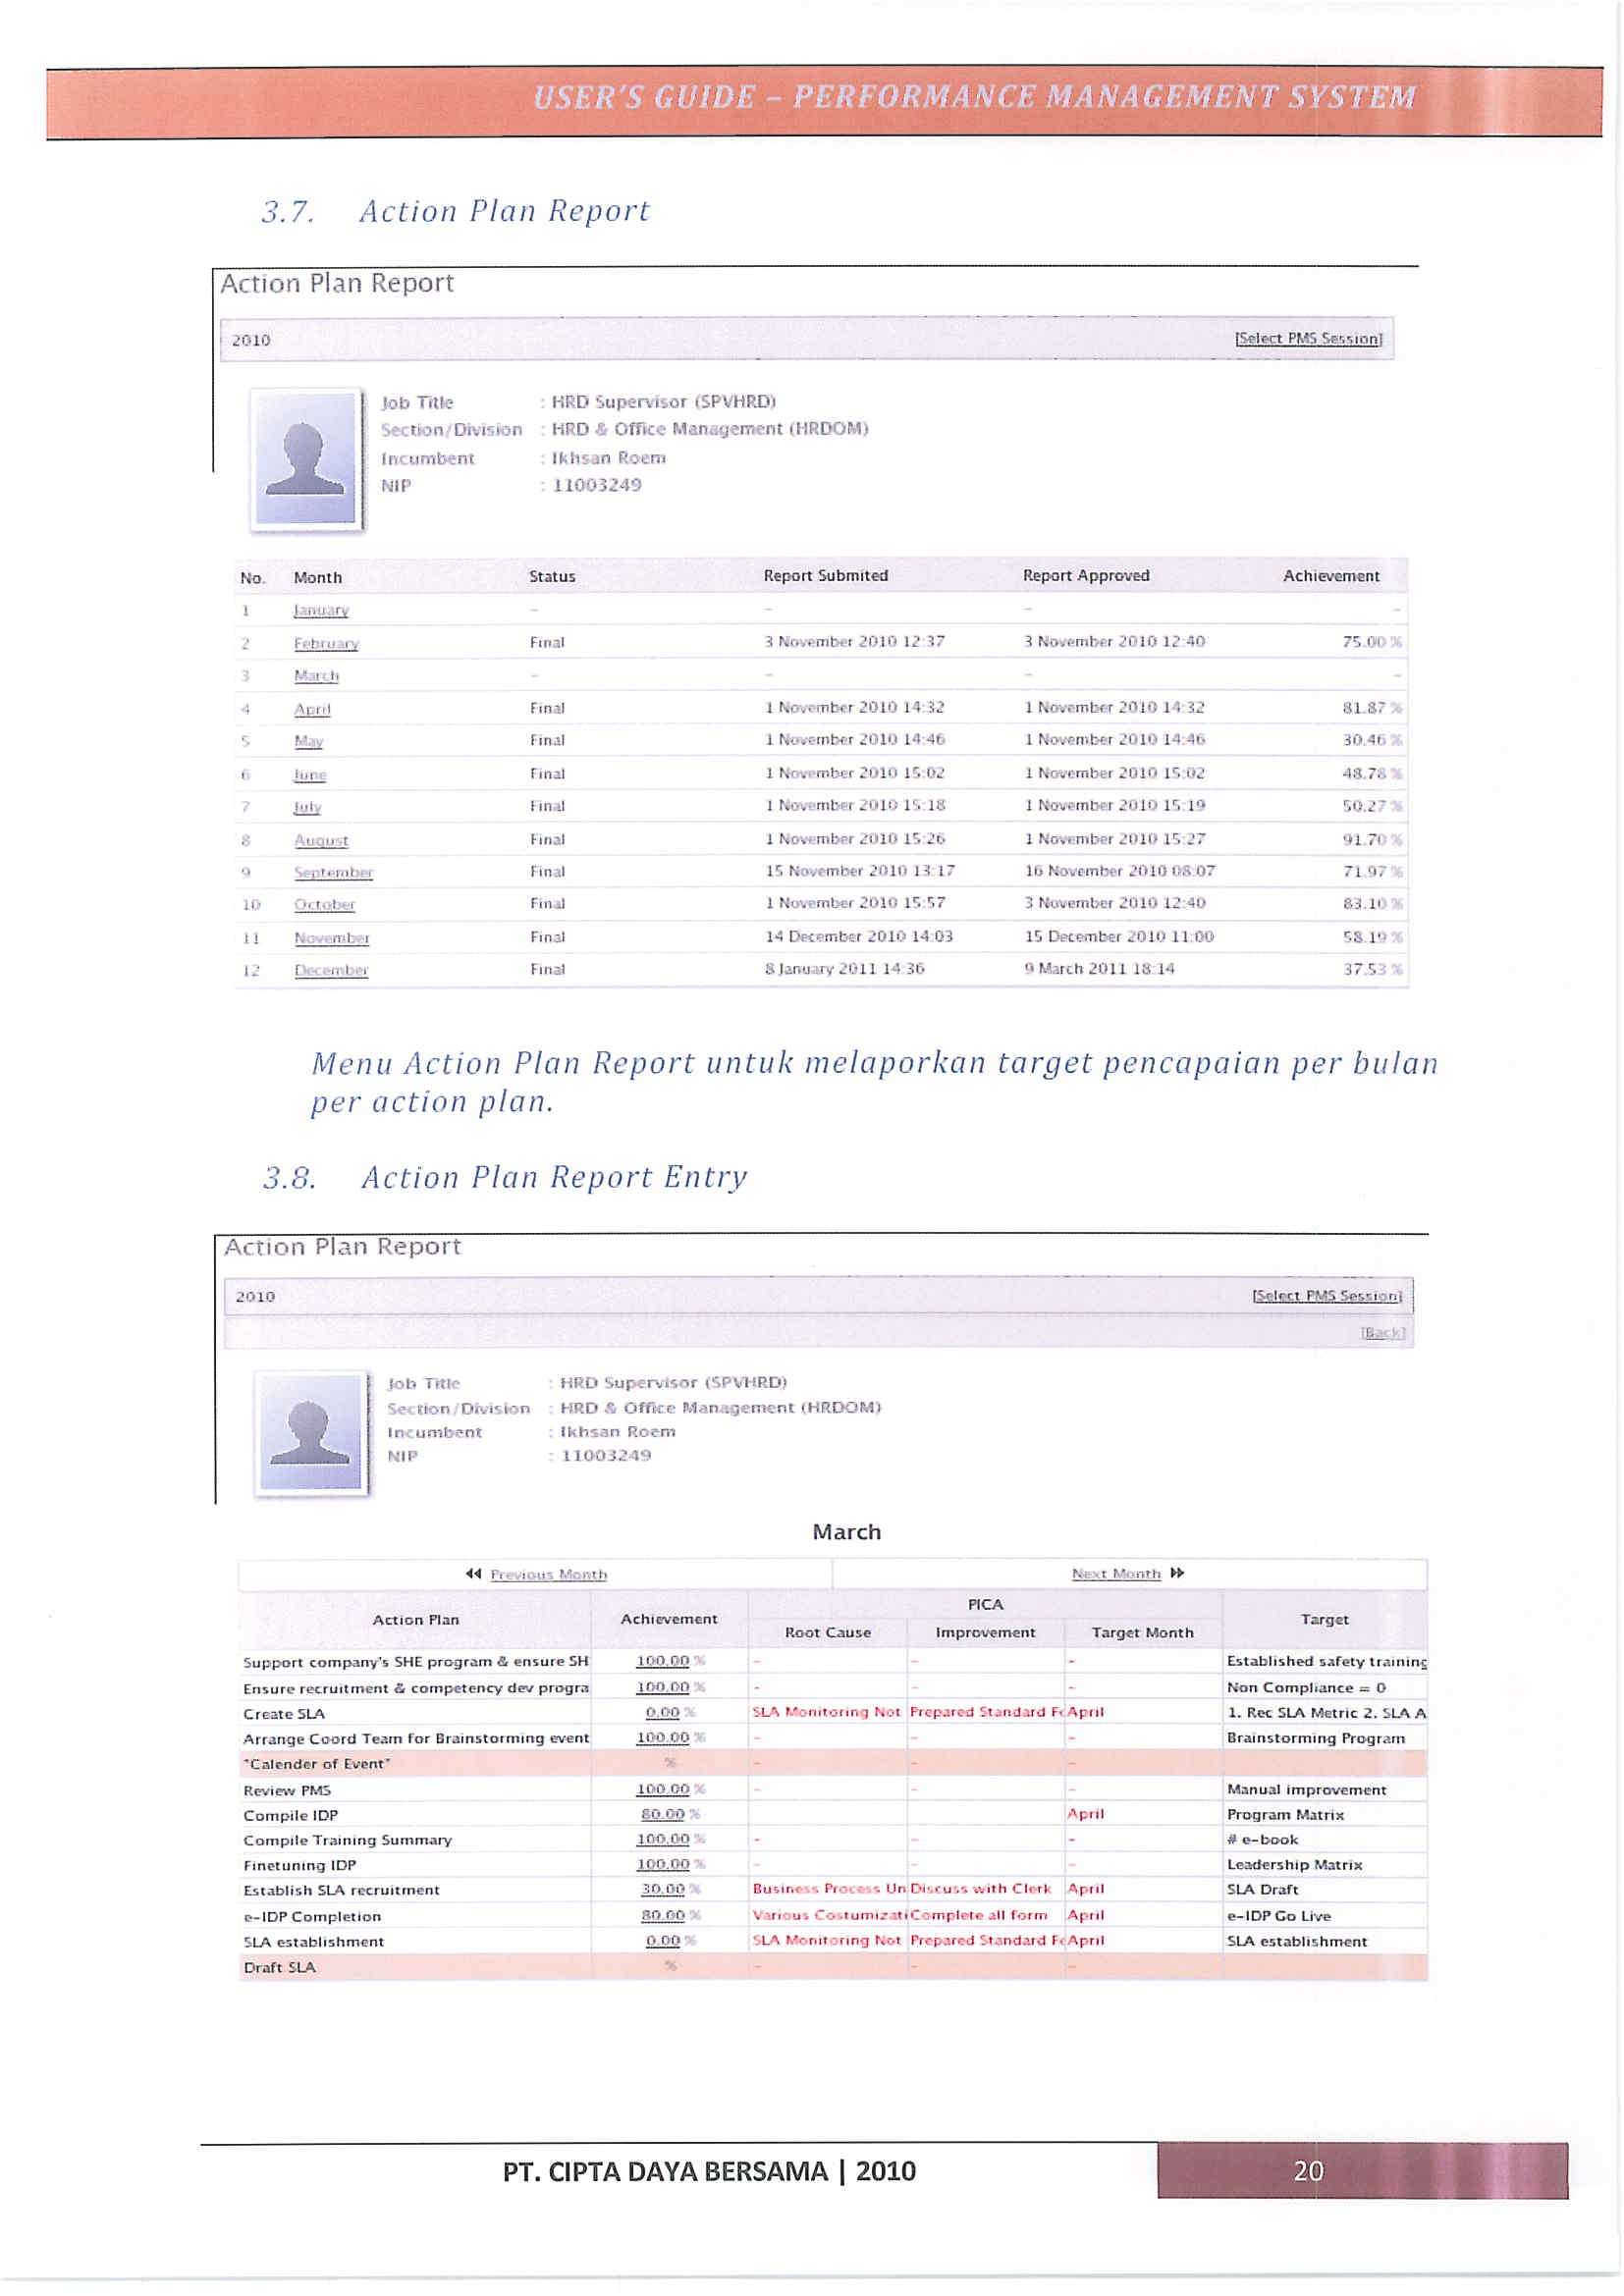 USER'S GUIDE – PERFORMANCE MANAGEMENT SYSTEM
3.7. Action Plan Report
Action Plan Report
2010 [Select PMS Session]
Job Title : HRD Supervisor (SPVHRD)
Section/Division : HRD & Office Management (HRDOM)
Incumbent : Ikhsan Roem
NIP : 11003249
No. Month Status Report Submited Report Approved Achievement
1 January - - - -
2 February Final 3 November 2010 12:37 3 November 2010 12:40 75.00 %
3 March - - - -
4 April Final 1 November 2010 14:32 1 November 2010 14:32 81.87 %
5 May Final 1 November 2010 14:46 1 November 2010 14:46 30.46 %
6 June Final 1 November 2010 15:02 1 November 2010 15:02 48.78 %
7 July Final 1 November 2010 15:18 1 November 2010 15:19 50.27 %
8 August Final 1 November 2010 15:26 1 November 2010 15:27 91.70 %
9 September Final 15 November 2010 13:17 16 November 2010 08:07 71.97 %
10 October Final 1 November 2010 15:57 3 November 2010 12:40 83.10 %
11 November Final 14 December 2010 14:03 15 December 2010 11:00 58.19 %
12 December Final 8 January 2011 14:36 9 March 2011 18:14 37.53 %
Menu Action Plan Report untuk melaporkan target pencapaian per bulan
per action plan.
3.8. Action Plan Report Entry
Action Plan Report
2010 [Select PMS Session]
[Back]
Job Title : HRD Supervisor (SPVHRD)
Section/Division : HRD & Office Management (HRDOM)
Incumbent : Ikhsan Roem
NIP : 11003249
March
Previous Month Next Month
Action Plan Achievement PICA Target
Root Cause Improvement Target Month
Support company's SHE program & ensure SH 100.00 % - - - Established safety training
Ensure recruitment & competency dev progra 100.00 % - - - Non Compliance = 0
Create SLA 0.00 % SLA Monitoring Not Prepared Standard Fc April 1. Rec SLA Metric 2. SLA A
Arrange Coord Team for Brainstorming event 100.00 % - - - Brainstorming Program
"Calender of Event" % - - -
Review PMS 100.00 % - - - Manual improvement
Compile IDP 80.00 % April Program Matrix
Compile Training Summary 100.00 % - - - # e-book
Finetuning IDP 100.00 % - - - Leadership Matrix
Establish SLA recruitment 30.00 % Business Process Un Discuss with Clerk April SLA Draft
e-IDP Completion 80.00 % Various Costumizati Complete all form April e-IDP Go Live
SLA establishment 0.00 % SLA Monitoring Not Prepared Standard Fc April SLA establishment
Draft SLA % - - -
PT. CIPTA DAYA BERSAMA | 2010 20